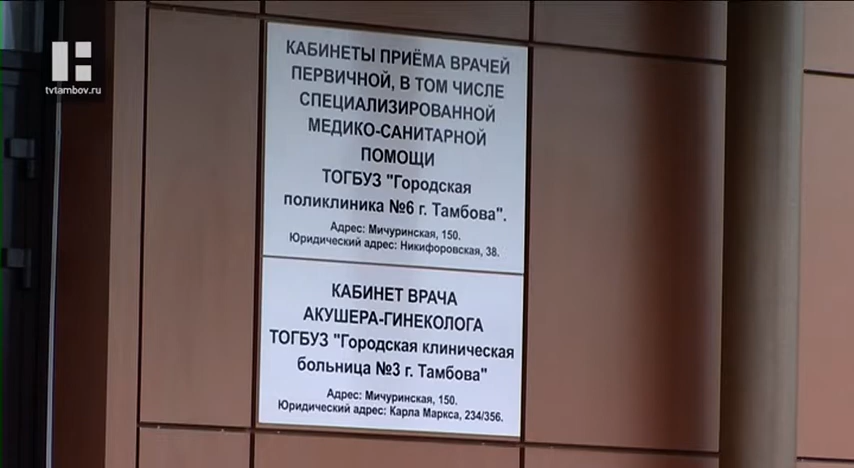 tvtambov.ru
КАБИНЕТЫ ПРИЁМА ВРАЧЕЙ
ПЕРВИЧНОЙ, В ТОМ ЧИСЛЕ
СПЕЦИАЛИЗИРОВАННОЙ
МЕДИКО-САНИТАРНОЙ
ПОМОЩИ
ТОГБУЗ "Городская
поликлиника №6 г. Тамбова".
Адрес: Мичуринская, 150.
Юридический адрес: Никифоровская, 38.
КАБИНЕТ ВРАЧА
АКУШЕРА-ГИНЕКОЛОГА
ТОГБУЗ "Городская клиническая
больница №3 г. Тамбова"
Адрес: Мичуринская, 150.
Юридический адрес: Карла Маркса, 234/356.